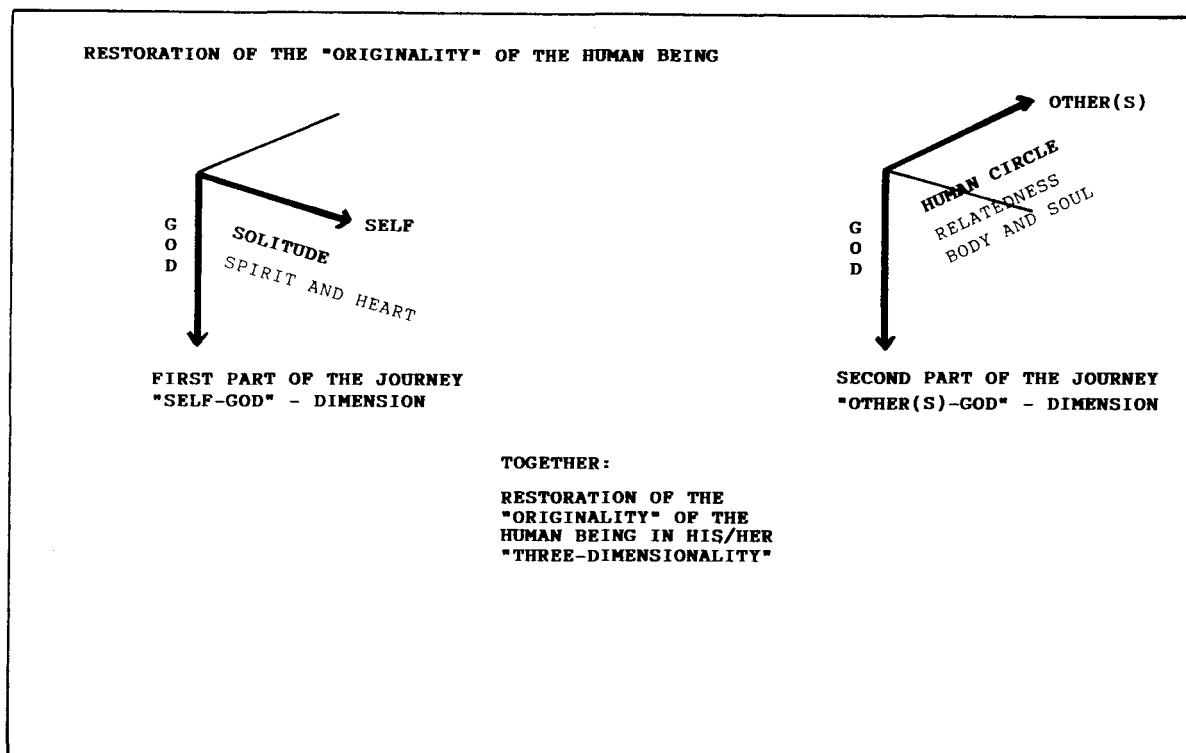 RESTORATION OF THE "ORIGINALITY" OF THE HUMAN BEING
GOD
SELF
SOLITUDE
SPIRIT AND HEART
FIRST PART OF THE JOURNEY
"SELF-GOD" - DIMENSION
OTHER(S)
GOD
HUMAN CIRCLE
RELATEDNESS
BODY AND SOUL
SECOND PART OF THE JOURNEY
"OTHER(S)-GOD" - DIMENSION
TOGETHER:
RESTORATION OF THE
"ORIGINALITY" OF THE
HUMAN BEING IN HIS/HER
"THREE-DIMENSIONALITY"